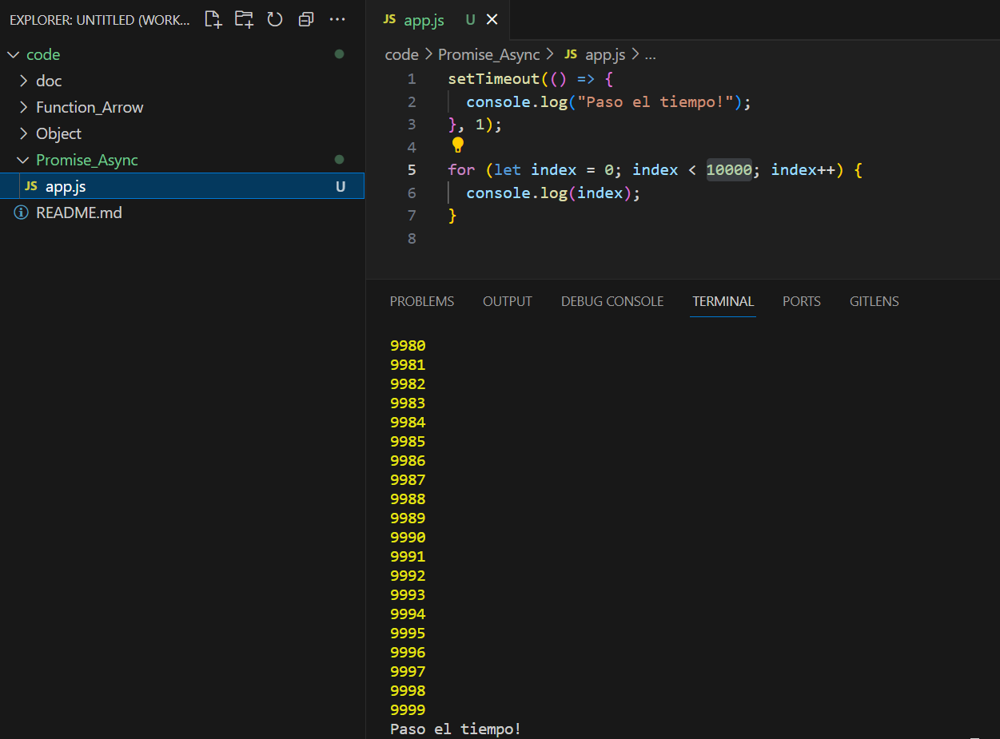 EXPLORER: UNTITLED (WORK...
code
doc
Function_Arrow
Object
Promise_Async
JS app.js U
README.md
JS app.js U
code > Promise_Async > JS app.js > ...
1 setTimeout(() => {
2 console.log("Paso el tiempo!");
3 }, 1);
4
5 for (let index = 0; index < 10000; index++) {
6 console.log(index);
7 }
8
PROBLEMS OUTPUT DEBUG CONSOLE TERMINAL PORTS GITLENS
9980
9981
9982
9983
9984
9985
9986
9987
9988
9989
9990
9991
9992
9993
9994
9995
9996
9997
9998
9999
Paso el tiempo!